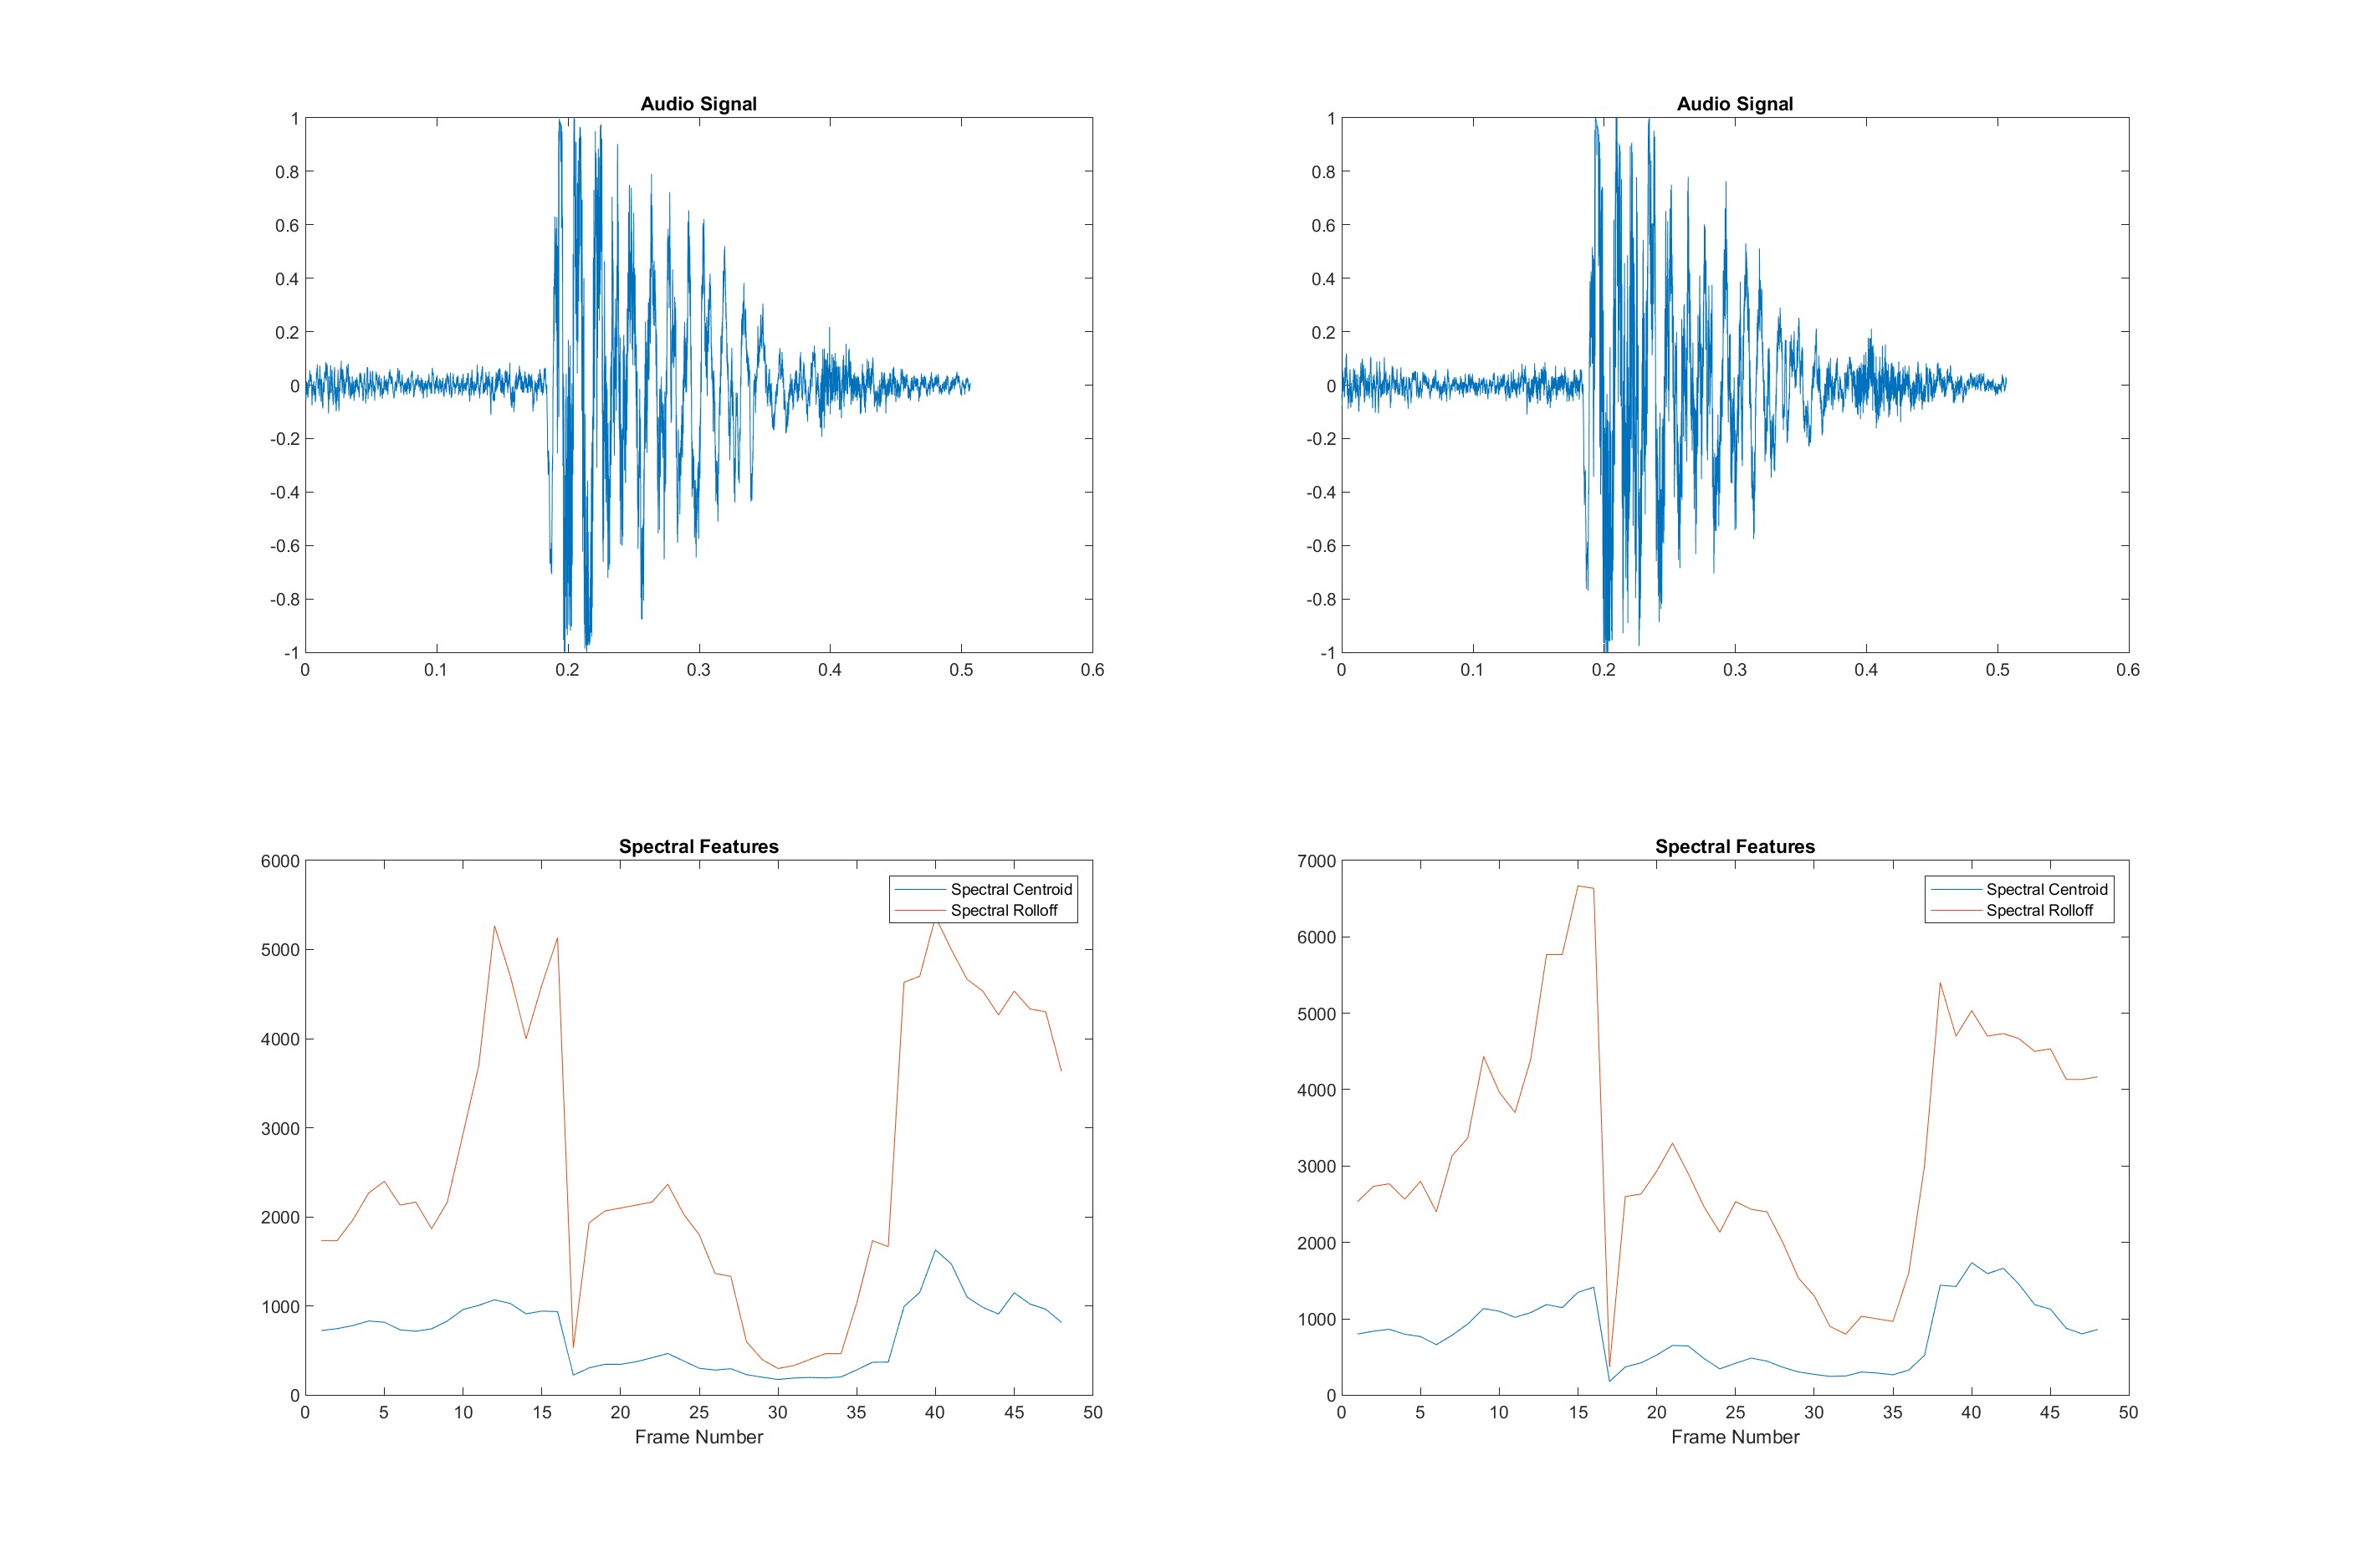 Audio Signal
1
0.8
0.6
0.4
0.2
0
-0.2
-0.4
-0.6
-0.8
-1
0 0.1 0.2 0.3 0.4 0.5 0.6
Audio Signal
1
0.8
0.6
0.4
0.2
0
-0.2
-0.4
-0.6
-0.8
-1
0 0.1 0.2 0.3 0.4 0.5 0.6
Spectral Features
6000
5000
4000
3000
2000
1000
0
Spectral Centroid
Spectral Rolloff
0 5 10 15 20 25 30 35 40 45 50
Frame Number
Spectral Features
7000
6000
5000
4000
3000
2000
1000
0
Spectral Centroid
Spectral Rolloff
0 5 10 15 20 25 30 35 40 45 50
Frame Number